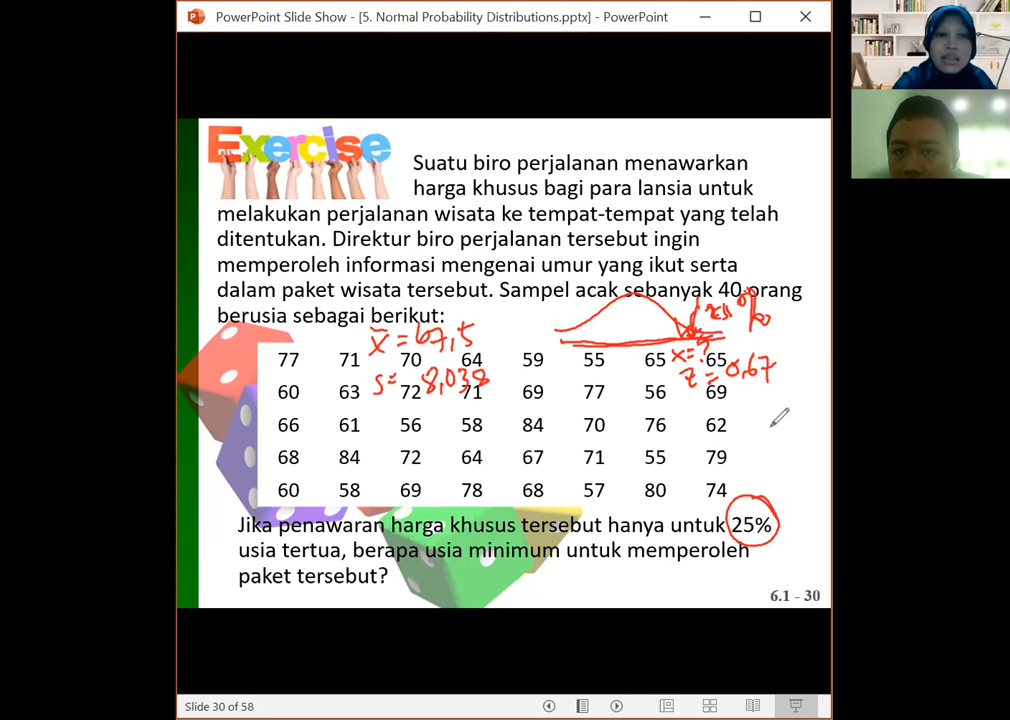 PowerPoint Slide Show - [5. Normal Probability Distributions.pptx] - PowerPoint
Exercise
Suatu biro perjalanan menawarkan
harga khusus bagi para lansia untuk
melakukan perjalanan wisata ke tempat-tempat yang telah
ditentukan. Direktur biro perjalanan tersebut ingin
memperoleh informasi mengenai umur yang ikut serta
dalam paket wisata tersebut. Sampel acak sebanyak 40 orang
berusia sebagai berikut:
25%
x̄ = 67,5
x = ?
77 71 70 64 59 55 65 65
s = 8,038
z = 0,67
60 63 72 71 69 77 56 69
66 61 56 58 84 70 76 62
68 84 72 64 67 71 55 79
60 58 69 78 68 57 80 74
Jika penawaran harga khusus tersebut hanya untuk 25%
usia tertua, berapa usia minimum untuk memperoleh
paket tersebut?
6.1 - 30
Slide 30 of 58